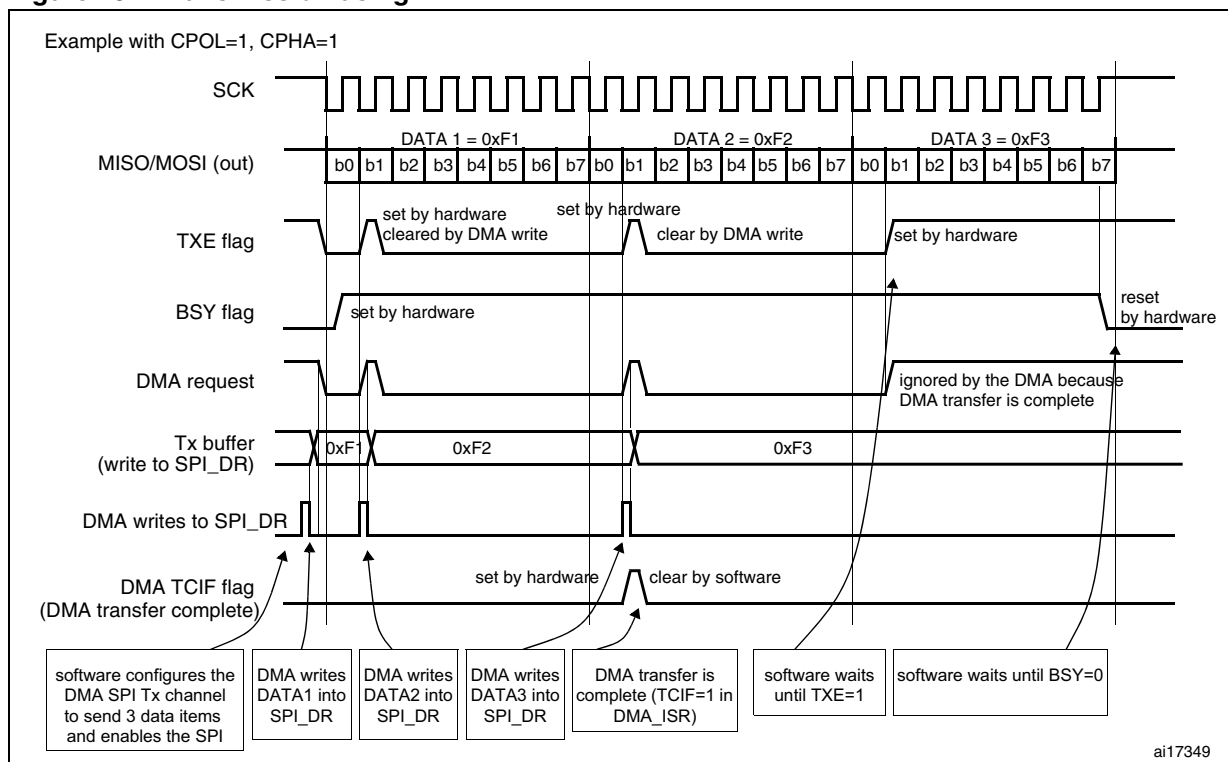 Example with CPOL=1, CPHA=1
SCK
DATA 1 = 0xF1
DATA 2 = 0xF2
DATA 3 = 0xF3
MISO/MOSI (out)
b0 b1 b2 b3 b4 b5 b6 b7 b0 b1 b2 b3 b4 b5 b6 b7 b0 b1 b2 b3 b4 b5 b6 b7
TXE flag
set by hardware
cleared by DMA write
set by hardware
clear by DMA write
set by hardware
BSY flag
set by hardware
reset
by hardware
DMA request
ignored by the DMA because
DMA transfer is complete
Tx buffer
(write to SPI_DR)
0xF1
0xF2
0xF3
DMA writes to SPI_DR
DMA TCIF flag
(DMA transfer complete)
set by hardware
clear by software
software configures the
DMA SPI Tx channel
to send 3 data items
and enables the SPI
DMA writes
DATA1 into
SPI_DR
DMA writes
DATA2 into
SPI_DR
DMA writes
DATA3 into
SPI_DR
DMA transfer is
complete (TCIF=1 in
DMA_ISR)
software waits
until TXE=1
software waits until BSY=0
ai17349